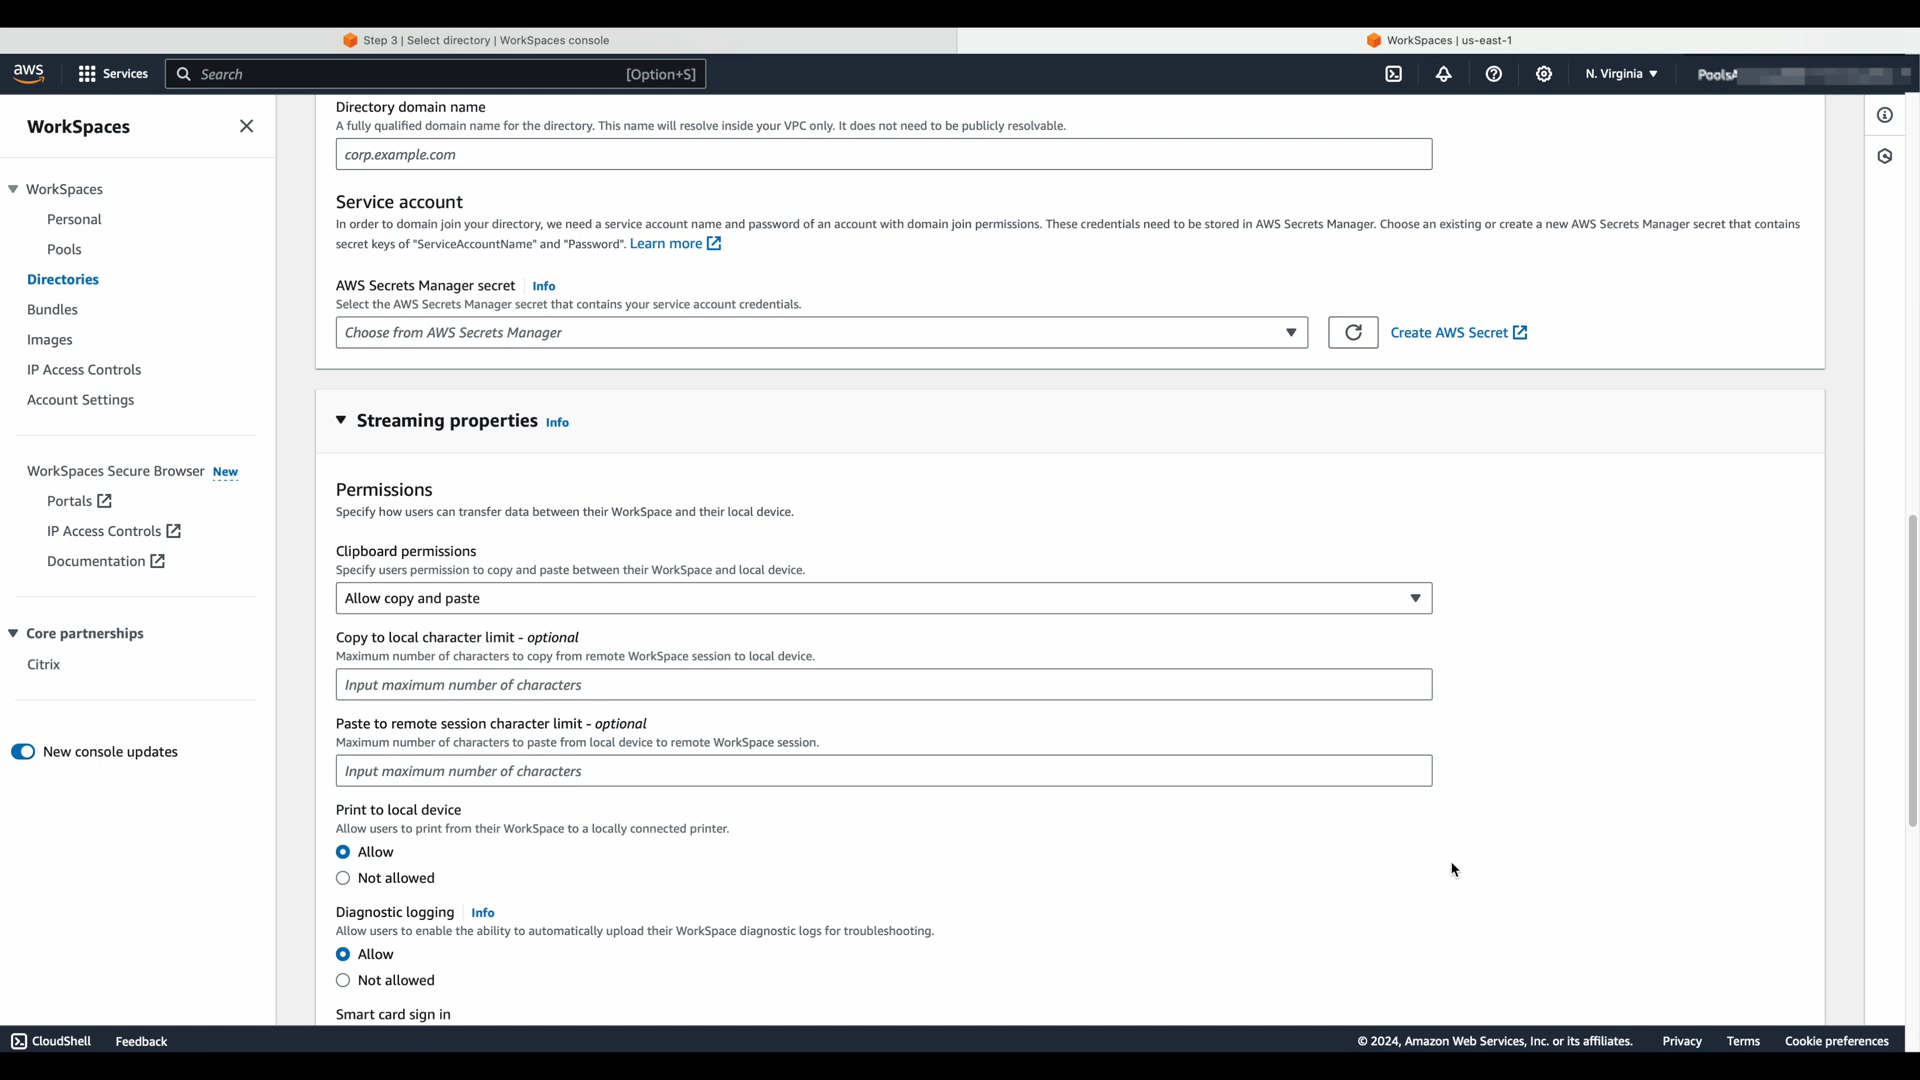 Step 3 | Select directory | WorkSpaces console
WorkSpaces | us-east-1
aws
Services
Search
[Option+S]
N. Virginia
WorkSpaces
WorkSpaces
Personal
Pools
Directories
Bundles
Images
IP Access Controls
Account Settings
WorkSpaces Secure Browser New
Portals
IP Access Controls
Documentation
Core partnerships
Citrix
New console updates
Directory domain name
A fully qualified domain name for the directory. This name will resolve inside your VPC only. It does not need to be publicly resolvable.
corp.example.com
Service account
In order to domain join your directory, we need a service account name and password of an account with domain join permissions. These credentials need to be stored in AWS Secrets Manager. Choose an existing or create a new AWS Secrets Manager secret that contains
secret keys of "ServiceAccountName" and "Password". Learn more
AWS Secrets Manager secret Info
Select the AWS Secrets Manager secret that contains your service account credentials.
Choose from AWS Secrets Manager
Create AWS Secret
Streaming properties Info
Permissions
Specify how users can transfer data between their WorkSpace and their local device.
Clipboard permissions
Specify users permission to copy and paste between their WorkSpace and local device.
Allow copy and paste
Copy to local character limit - optional
Maximum number of characters to copy from remote WorkSpace session to local device.
Input maximum number of characters
Paste to remote session character limit - optional
Maximum number of characters to paste from local device to remote WorkSpace session.
Input maximum number of characters
Print to local device
Allow users to print from their WorkSpace to a locally connected printer.
Allow
Not allowed
Diagnostic logging Info
Allow users to enable the ability to automatically upload their WorkSpace diagnostic logs for troubleshooting.
Allow
Not allowed
Smart card sign in
CloudShell
Feedback
© 2024, Amazon Web Services, Inc. or its affiliates.
Privacy
Terms
Cookie preferences